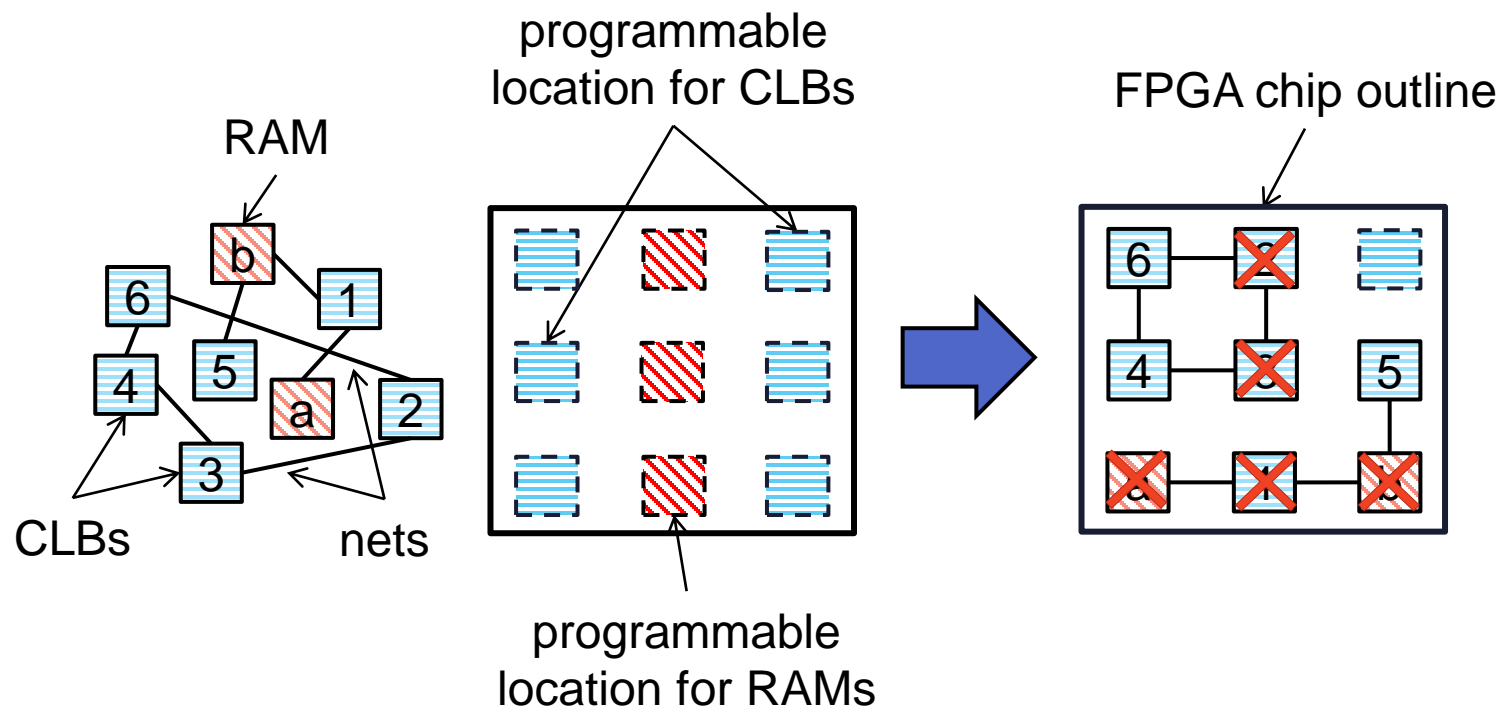 programmable
location for CLBs
FPGA chip outline
RAM
b
6
1
5
4
a
2
3
CLBs
nets
programmable
location for RAMs
6
4
5